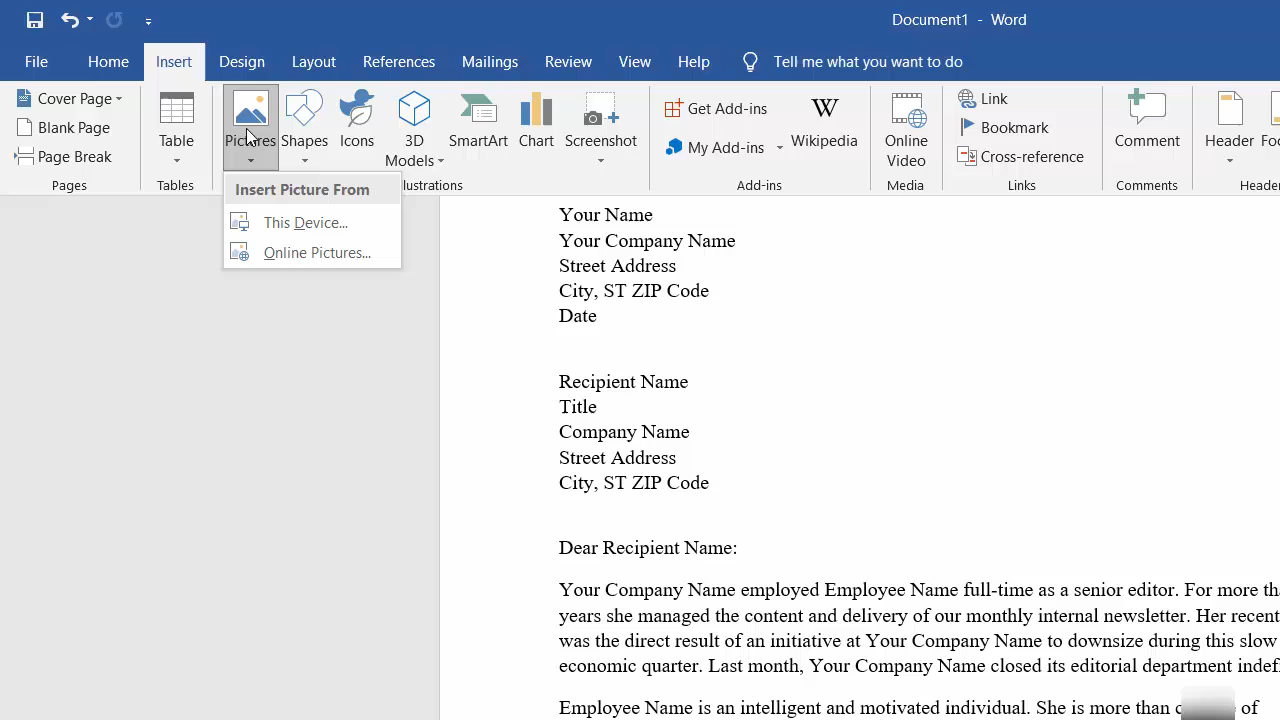 Document1 - Word
File Home Insert Design Layout References Mailings Review View Help Tell me what you want to do
Cover Page
Blank Page
Page Break
Pages
Table
Tables
Pictures
Shapes
Icons
3D
Models
SmartArt
Chart
Screenshot
Illustrations
Get Add-ins
My Add-ins
W
Wikipedia
Add-ins
Online
Video
Media
Link
Bookmark
Cross-reference
Links
Comment
Comments
Header
Header
Insert Picture From
This Device...
Online Pictures...
Your Name
Your Company Name
Street Address
City, ST ZIP Code
Date
Recipient Name
Title
Company Name
Street Address
City, ST ZIP Code
Dear Recipient Name:
Your Company Name employed Employee Name full-time as a senior editor. For more
years she managed the content and delivery of our monthly internal newsletter. Her recent
was the direct result of an initiative at Your Company Name to downsize during this slow
economic quarter. Last month, Your Company Name closed its editorial department
Employee Name is an intelligent and motivated individual. She is more than of